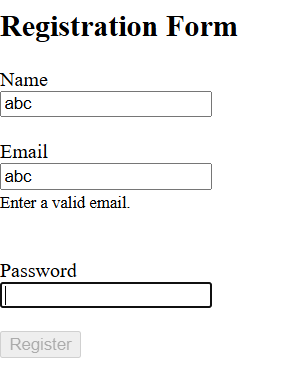 Registration Form
Name
abc
Email
abc
Enter a valid email.
Password
Register